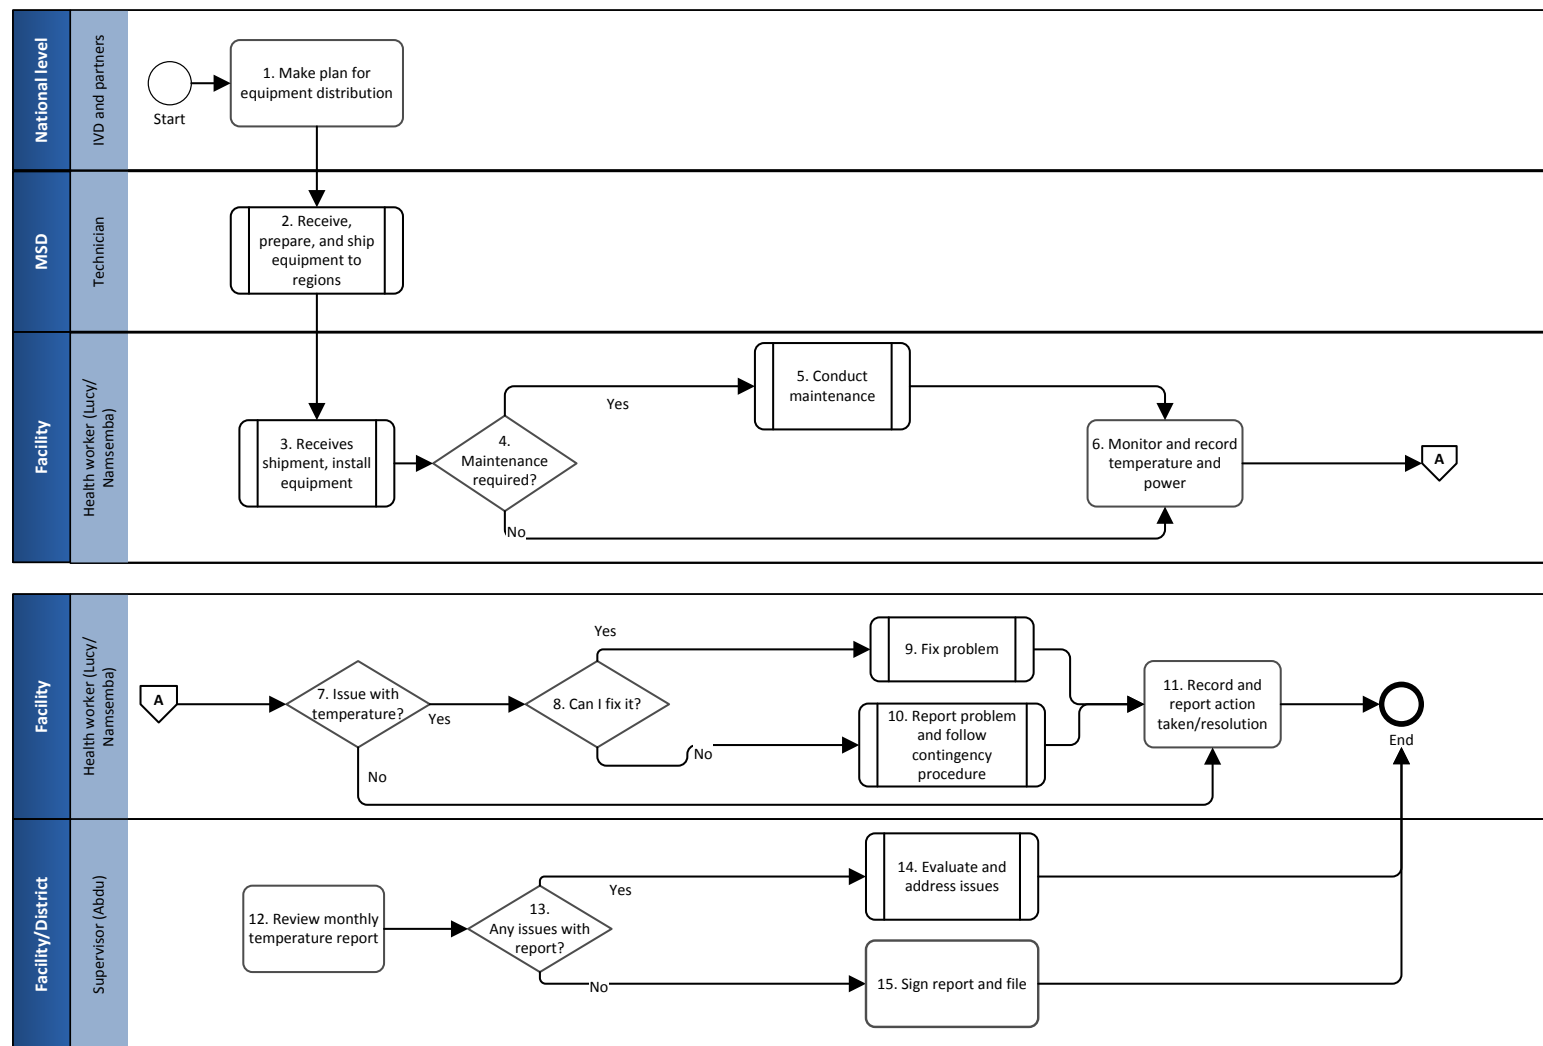 National level
IVD and partners
Start
1. Make plan for
equipment distribution
MSD
Technician
2. Receive,
prepare, and ship
equipment to
regions
Facility
Health worker (Lucy/
Namsemba)
3. Receives
shipment, install
equipment
4.
Maintenance
required?
Yes
No
5. Conduct
maintenance
6. Monitor and record
temperature and
power
A
Facility
Health worker (Lucy/
Namsemba)
A
7. Issue with
temperature?
Yes
No
8. Can I fix it?
Yes
No
9. Fix problem
10. Report problem
and follow
contingency
procedure
11. Record and
report action
taken/resolution
End
Facility/District
Supervisor (Abdu)
12. Review monthly
temperature report
13.
Any issues with
report?
Yes
No
14. Evaluate and
address issues
15. Sign report and file